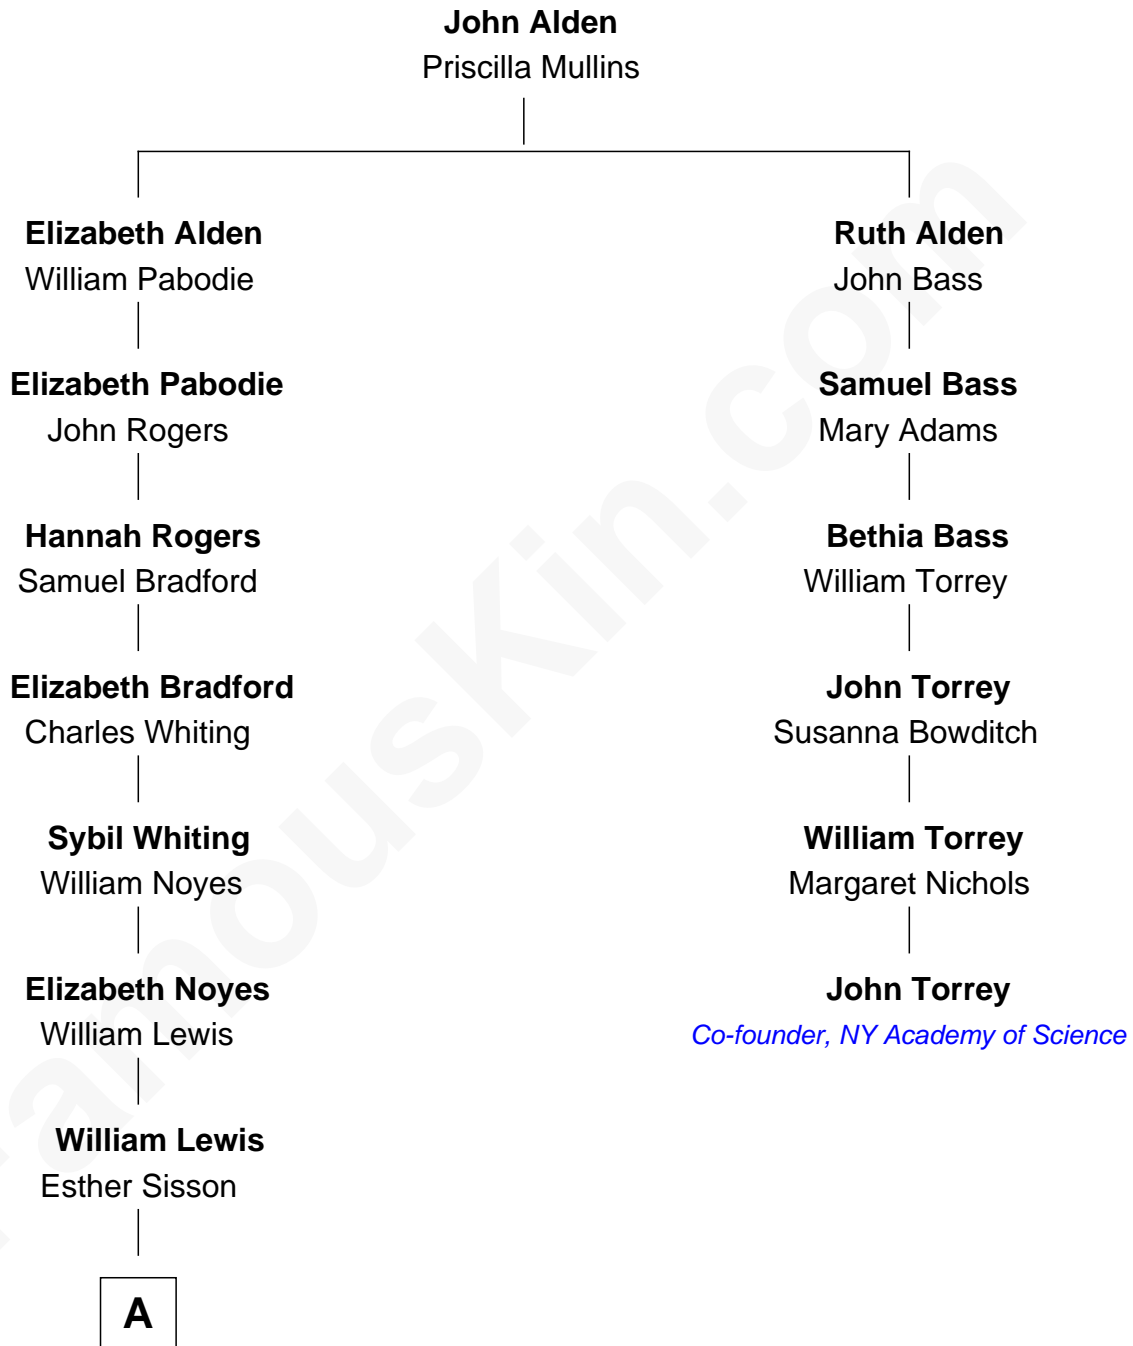 John Alden
Priscilla Mullins
Elizabeth Alden
William Pabodie
Ruth Alden
John Bass
Elizabeth Pabodie
John Rogers
Samuel Bass
Mary Adams
Hannah Rogers
Samuel Bradford
Bethia Bass
William Torrey
Elizabeth Bradford
Charles Whiting
John Torrey
Susanna Bowditch
Sybil Whiting
William Noyes
William Torrey
Margaret Nichols
Elizabeth Noyes
William Lewis
John Torrey
Co-founder, NY Academy of Science
William Lewis
Esther Sisson
A
FamousKin.com